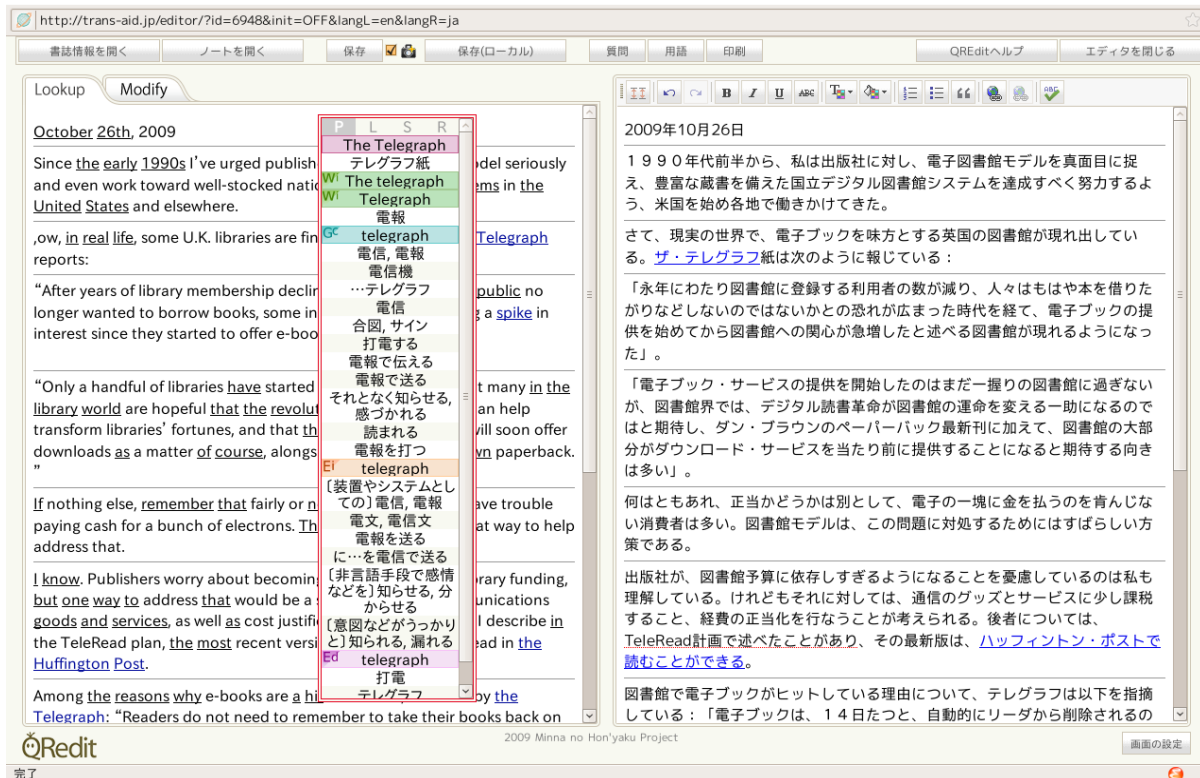 http://trans-aid.jp/editor/?id=6948&init=OFF&langL=en&langR=ja
書誌情報を開く
ノートを開く
保存
保存(ローカル)
質問
用語
印刷
QREditヘルプ
エディタを閉じる
Lookup
Modify
October 26th, 2009
Since the early 1990s I've urged publish
del seriously
and even work toward well-stocked natio
ms in the
United States and elsewhere.
,ow, in real life, some U.K. libraries are fin
Telegraph
reports:
“After years of library membership declin
public no
longer wanted to borrow books, some in
a spike in
interest since they started to offer e-boo
“Only a handful of libraries have started
t many in the
library world are hopeful that the revolut
an help
transform libraries' fortunes, and that th
will soon offer
downloads as a matter of course, alongs
wn paperback.
”
If nothing else, remember that fairly or n
ave trouble
paying cash for a bunch of electrons. Th
at way to help
address that.
I know. Publishers worry about becoming
rary funding,
but one way to address that would be a s
unications
goods and services, as well as cost justifi
I describe in
the TeleRead plan, the most recent versi
ead in the
Huffington Post.
Among the reasons why e-books are a hi
by the
Telegraph: “Readers do not need to remember to take their books back on
P L S R
The Telegraph
テレグラフ紙
Wi The telegraph
Wi Telegraph
電報
Gc telegraph
電信, 電報
電信機
…テレグラフ
電信
合図, サイン
打電する
電報で伝える
電報で送る
それとなく知らせる,
感づかれる
読まれる
電報を打つ
Ei telegraph
〔装置やシステムとし
ての〕電信, 電報
電文, 電信文
電報を送る
に…を電信で送る
〔非言語手段で感情
などを〕知らせる, 分
からせる
〔意図などがうっかり
と〕知られる, 漏れる
Ed telegraph
打電
テレグラフ
B I U ABC T
ABC
2009年10月26日
１９９０年代前半から、私は出版社に対し、電子図書館モデルを真面目に捉
え、豊富な蔵書を備えた国立デジタル図書館システムを達成すべく努力するよ
う、米国を始め各地で働きかけてきた。
さて、現実の世界で、電子ブックを味方とする英国の図書館が現れ出してい
る。ザ・テレグラフ紙は次のように報じている：
「永年にわたり図書館に登録する利用者の数が減り、人々はもはや本を借りた
がりなどしないのではないかとの恐れが広まった時代を経て、電子ブックの提
供を始めてから図書館への関心が急増したと述べる図書館が現れるようになっ
た」。
「電子ブック・サービスの提供を開始したのはまだ一握りの図書館に過ぎない
が、図書館界では、デジタル読書革命が図書館の運命を変える一助になるので
はと期待し、ダン・ブラウンのペーパーバック最新刊に加えて、図書館の大部
分がダウンロード・サービスを当たり前に提供することになると期待する向き
は多い」。
何はともあれ、正当かどうかは別として、電子の一塊に金を払うのを肯んじな
い消費者は多い。図書館モデルは、この問題に対処するためにはすばらしい方
策である。
出版社が、図書館予算に依存しすぎるようになることを憂慮しているのは私も
理解している。けれどもそれに対しては、通信のグッズとサービスに少し課税
すること、経費の正当化を行なうことが考えられる。後者については、
TeleRead計画で述べたことがあり、その最新版は、ハッフィントン・ポストで
読むことができる。
図書館で電子ブックがヒットしている理由について、テレグラフは以下を指摘
している：「電子ブックは、１４日たつと、自動的にリーダから削除されるの
QRedit
2009 Minna no Hon'yaku Project
画面の設定
完了